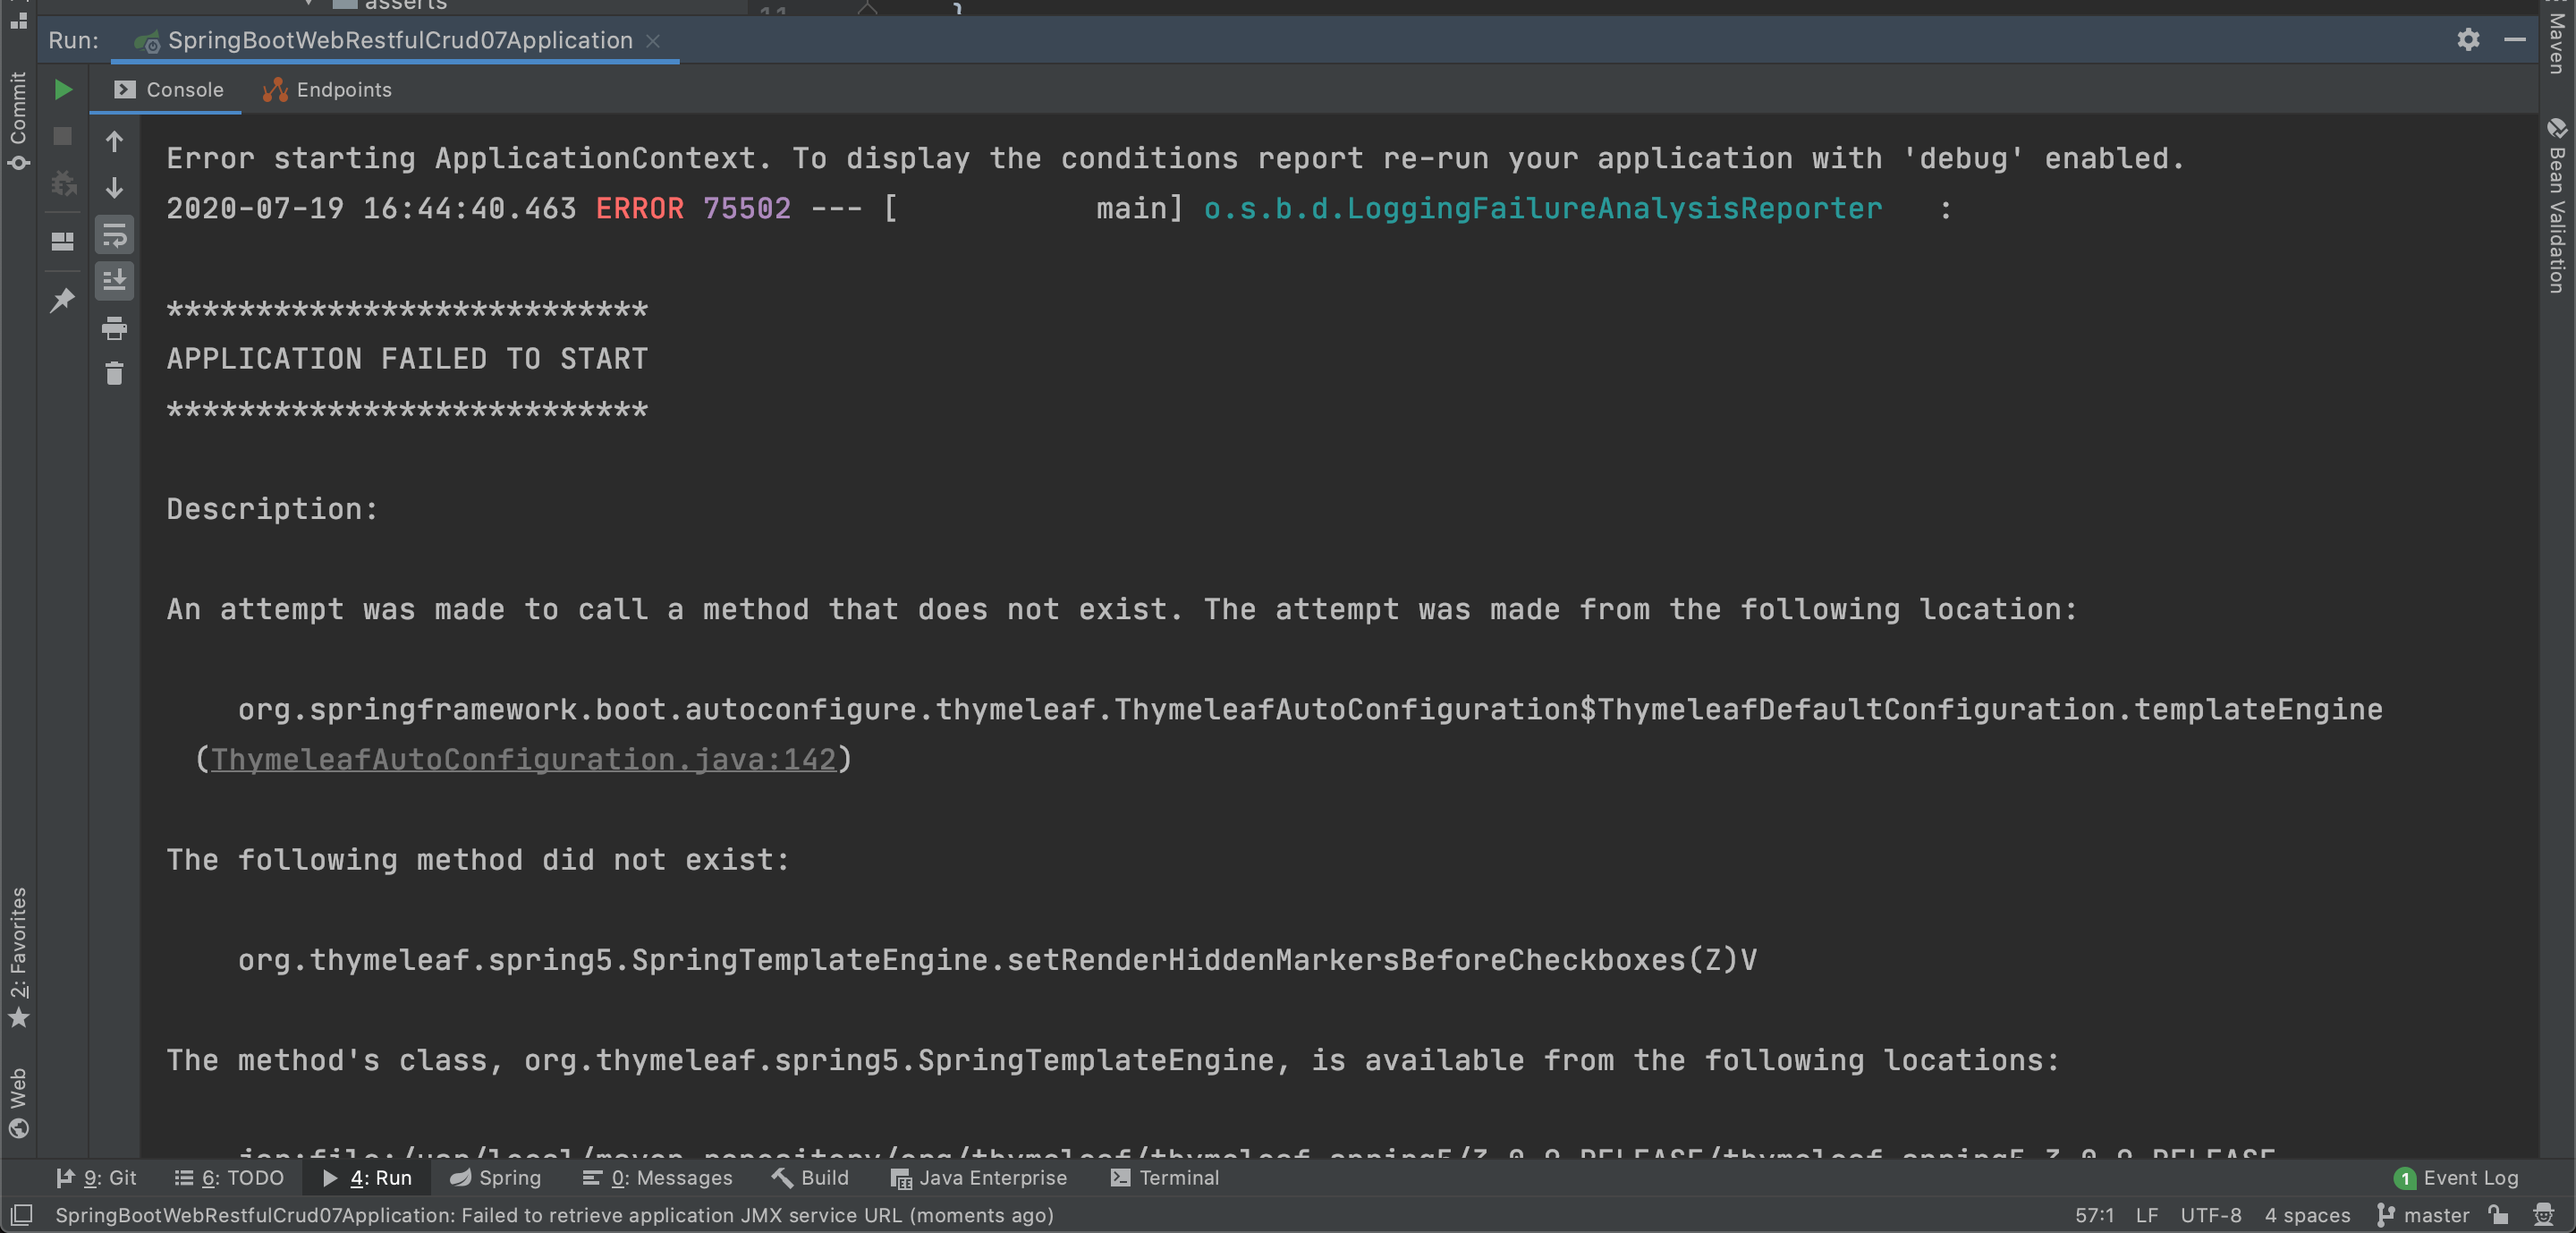 asserts
11
}
Run: SpringBootWebRestfulCrud07Application
Console Endpoints
Error starting ApplicationContext. To display the conditions report re-run your application with 'debug' enabled.
2020-07-19 16:44:40.463 ERROR 75502 --- [           main] o.s.b.d.LoggingFailureAnalysisReporter   :
***************************
APPLICATION FAILED TO START
***************************
Description:
An attempt was made to call a method that does not exist. The attempt was made from the following location:
org.springframework.boot.autoconfigure.thymeleaf.ThymeleafAutoConfiguration$ThymeleafDefaultConfiguration.templateEngine
(ThymeleafAutoConfiguration.java:142)
The following method did not exist:
org.thymeleaf.spring5.SpringTemplateEngine.setRenderHiddenMarkersBeforeCheckboxes(Z)V
The method's class, org.thymeleaf.spring5.SpringTemplateEngine, is available from the following locations:
Commit
2: Favorites
Web
Maven
Bean Validation
9: Git 6: TODO 4: Run Spring 0: Messages Build Java Enterprise Terminal 1 Event Log
SpringBootWebRestfulCrud07Application: Failed to retrieve application JMX service URL (moments ago) 57:1 LF UTF-8 4 spaces master